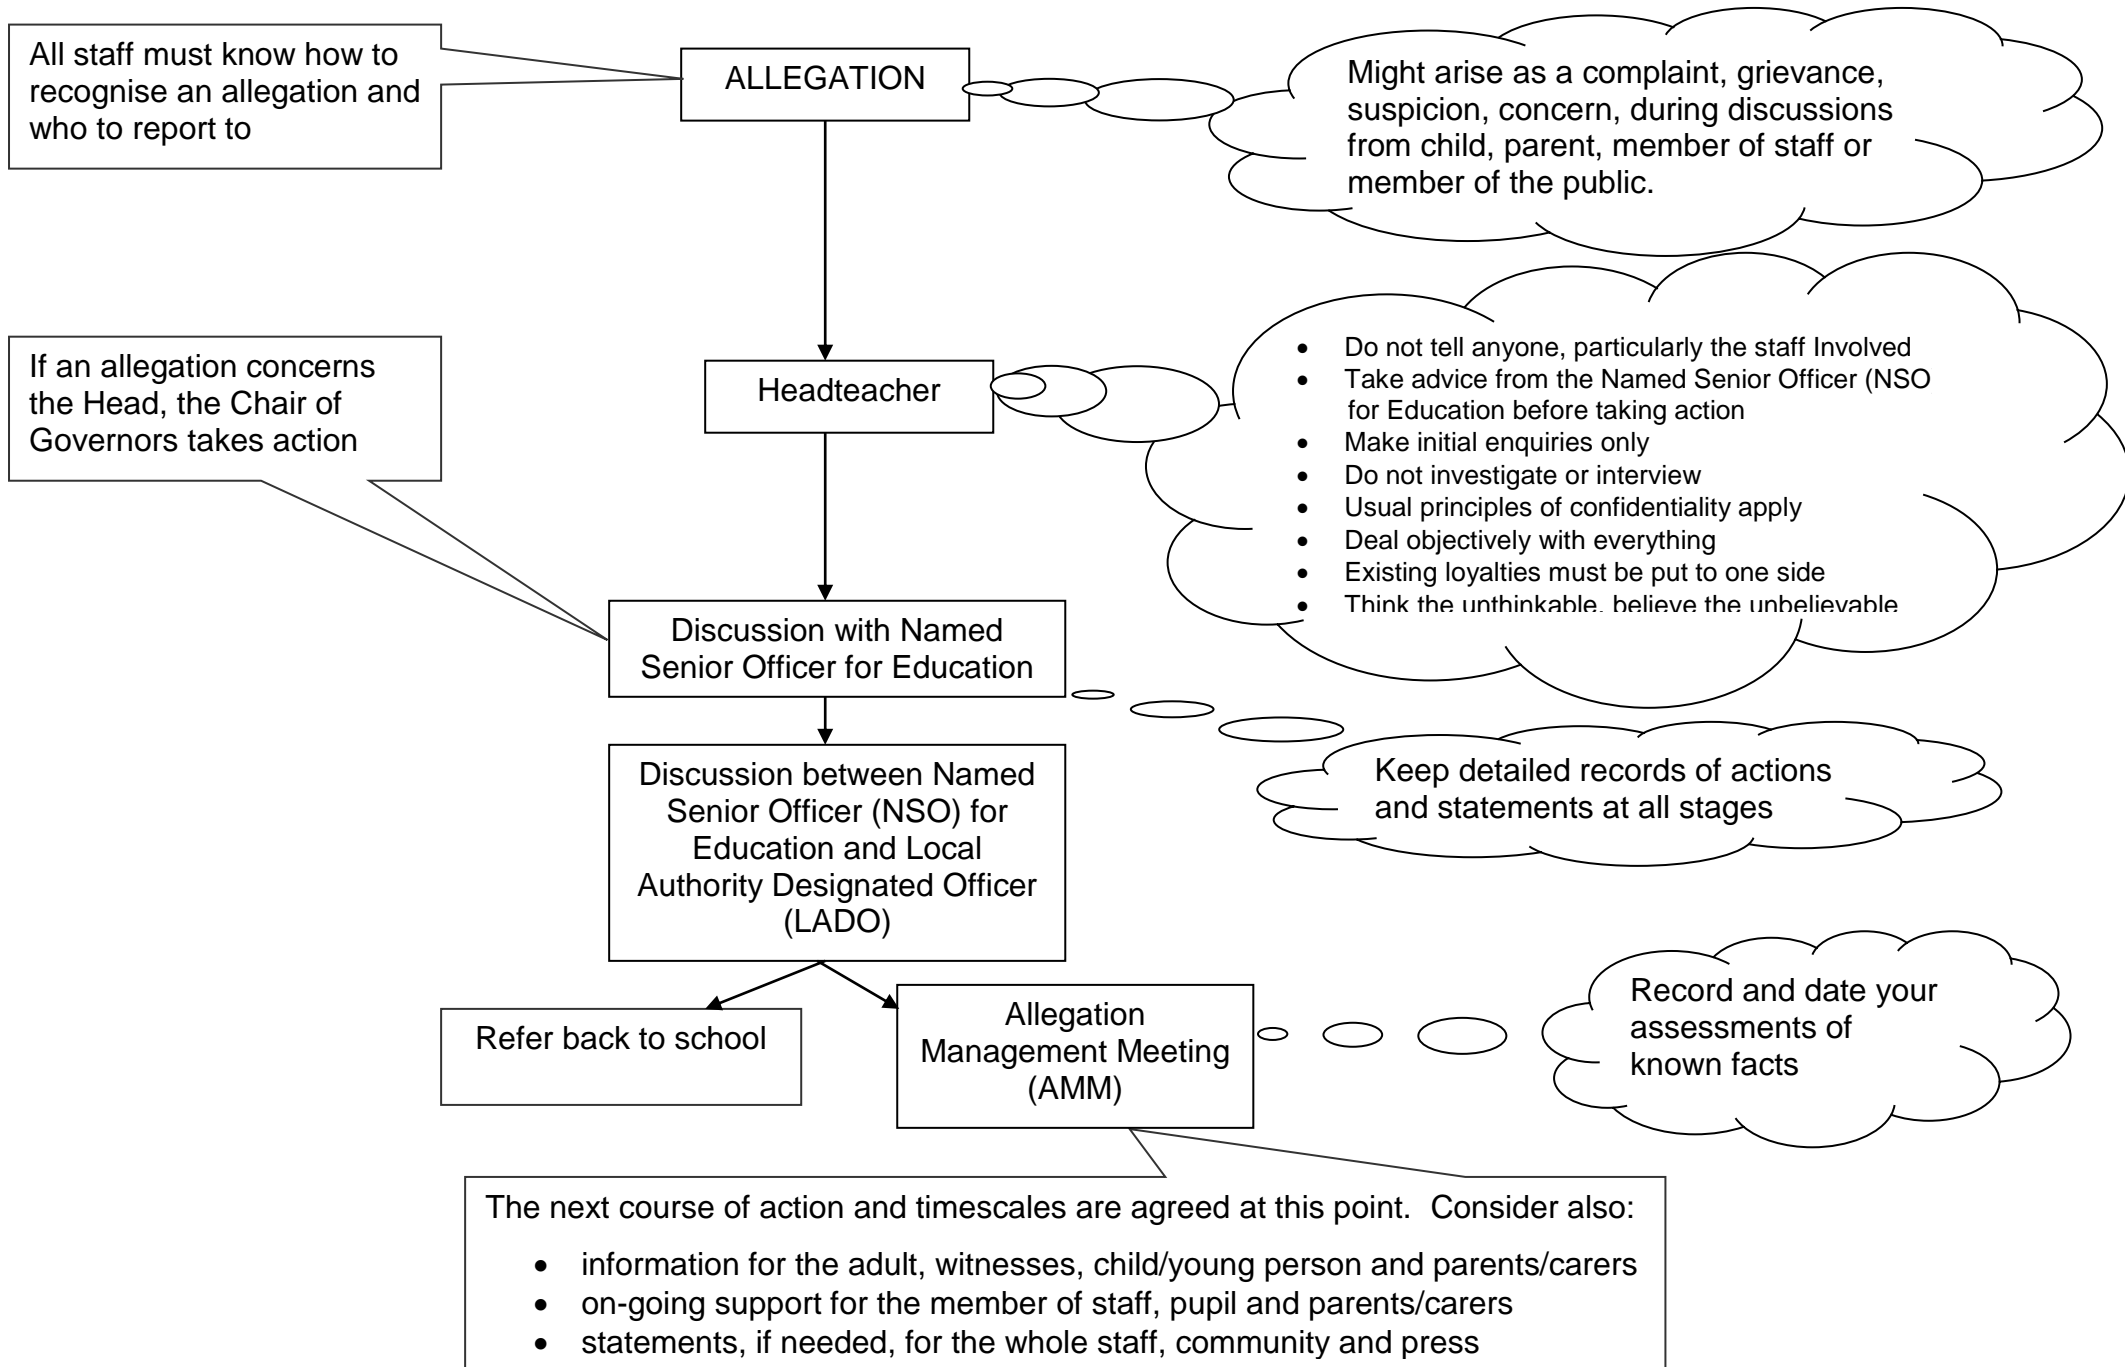 All staff must know how to
recognise an allegation and
who to report to
ALLEGATION
Might arise as a complaint, grievance,
suspicion, concern, during discussions
from child, parent, member of staff or
member of the public.
If an allegation concerns
the Head, the Chair of
Governors takes action
Headteacher
• Do not tell anyone, particularly the staff Involved
• Take advice from the Named Senior Officer (NSO
for Education before taking action
• Make initial enquiries only
• Do not investigate or interview
• Usual principles of confidentiality apply
• Deal objectively with everything
• Existing loyalties must be put to one side
• Think the unthinkable, believe the unbelievable
Discussion with Named
Senior Officer for Education
Keep detailed records of actions
and statements at all stages
Discussion between Named
Senior Officer (NSO) for
Education and Local
Authority Designated Officer
(LADO)
Refer back to school
Allegation
Management Meeting
(AMM)
Record and date your
assessments of
known facts
The next course of action and timescales are agreed at this point.  Consider also:
• information for the adult, witnesses, child/young person and parents/carers
• on-going support for the member of staff, pupil and parents/carers
• statements, if needed, for the whole staff, community and press